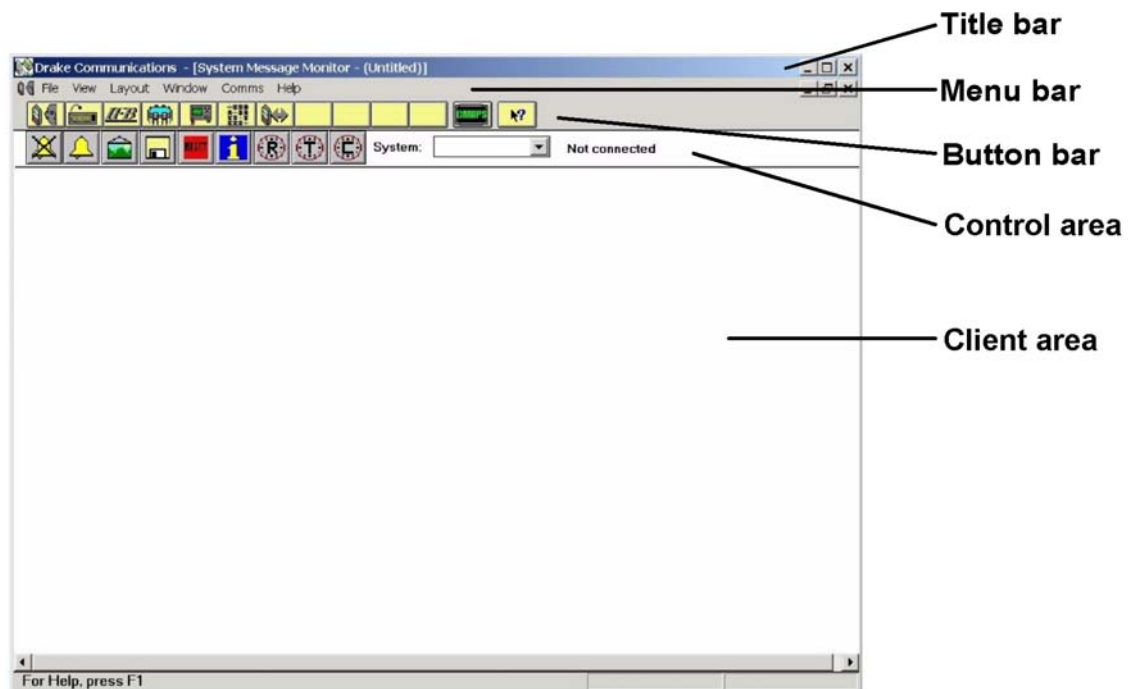 Title bar
Drake Communications - [System Message Monitor - (Untitled)]
File View Layout Window Comms Help
Menu bar
IFB
Button bar
RESET
i
R
T
C
System:
Not connected
Control area
Client area
For Help, press F1